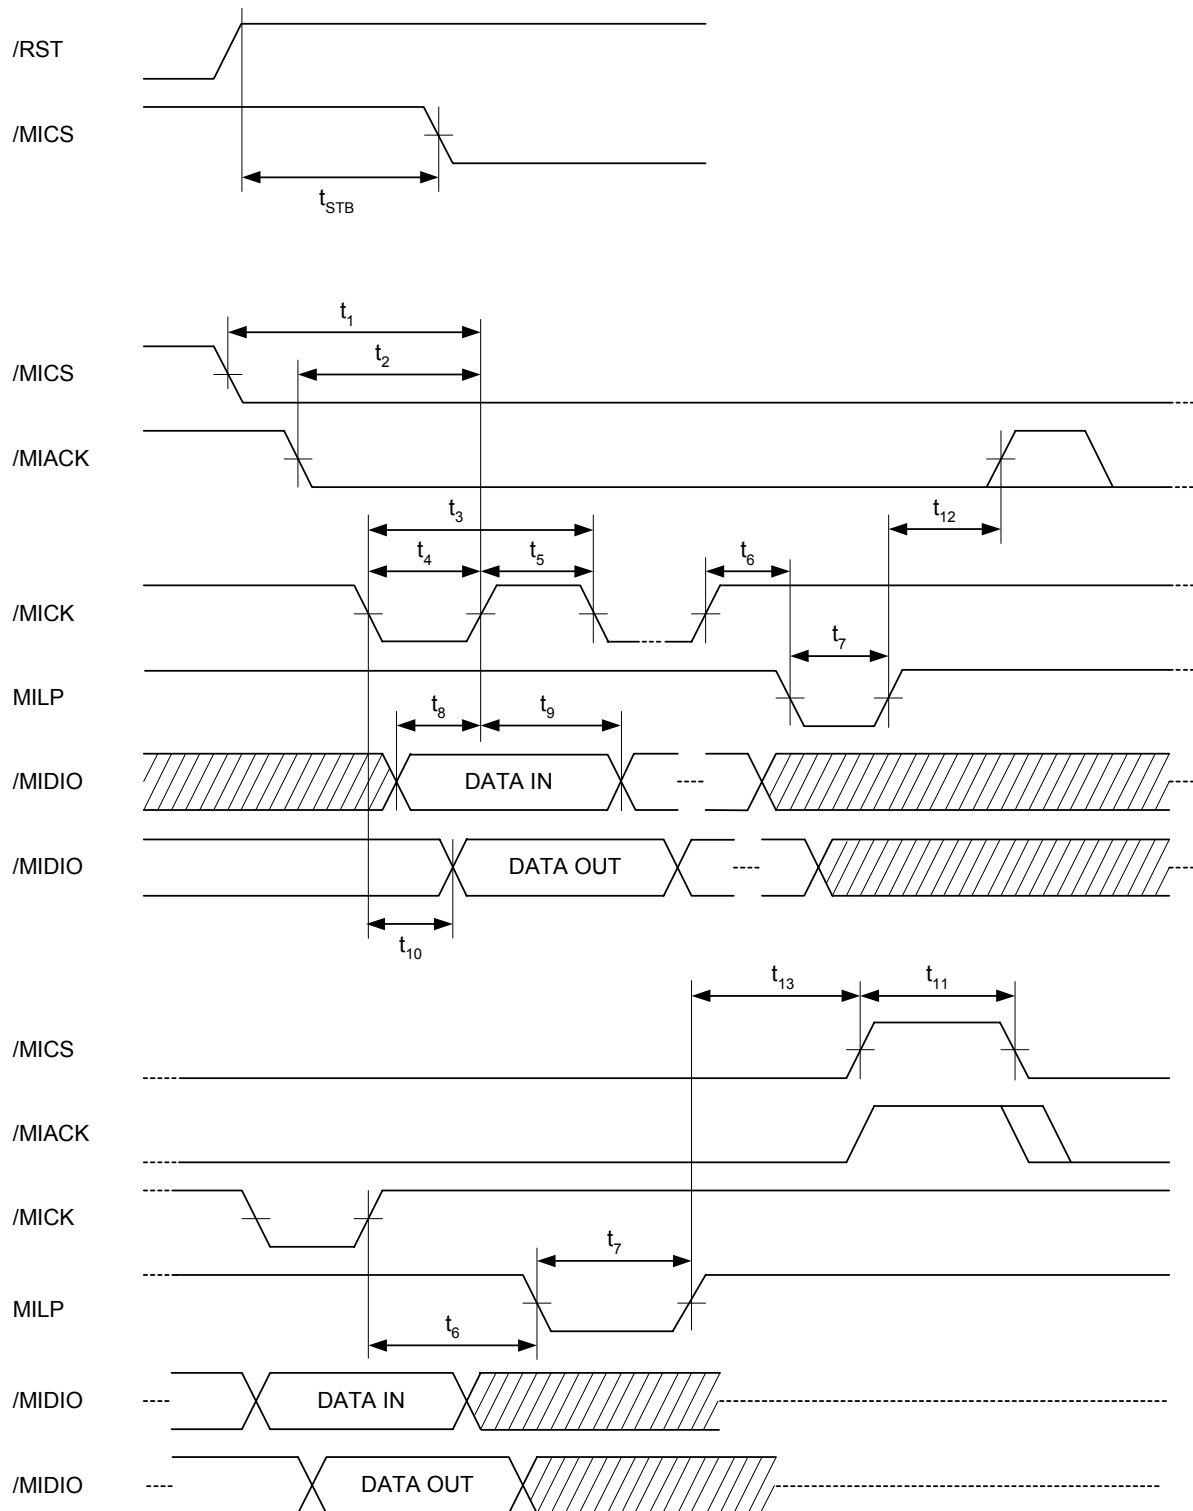 /RST
/MICS
tSTB
t1
t2
/MICS
/MIACK
t3
t12
t4 t5 t6
/MICK
t7
MILP
t8 t9
/MIDIO DATA IN
/MIDIO DATA OUT
t10
t13 t11
/MICS
/MIACK
/MICK
t7
MILP
t6
/MIDIO DATA IN
/MIDIO DATA OUT